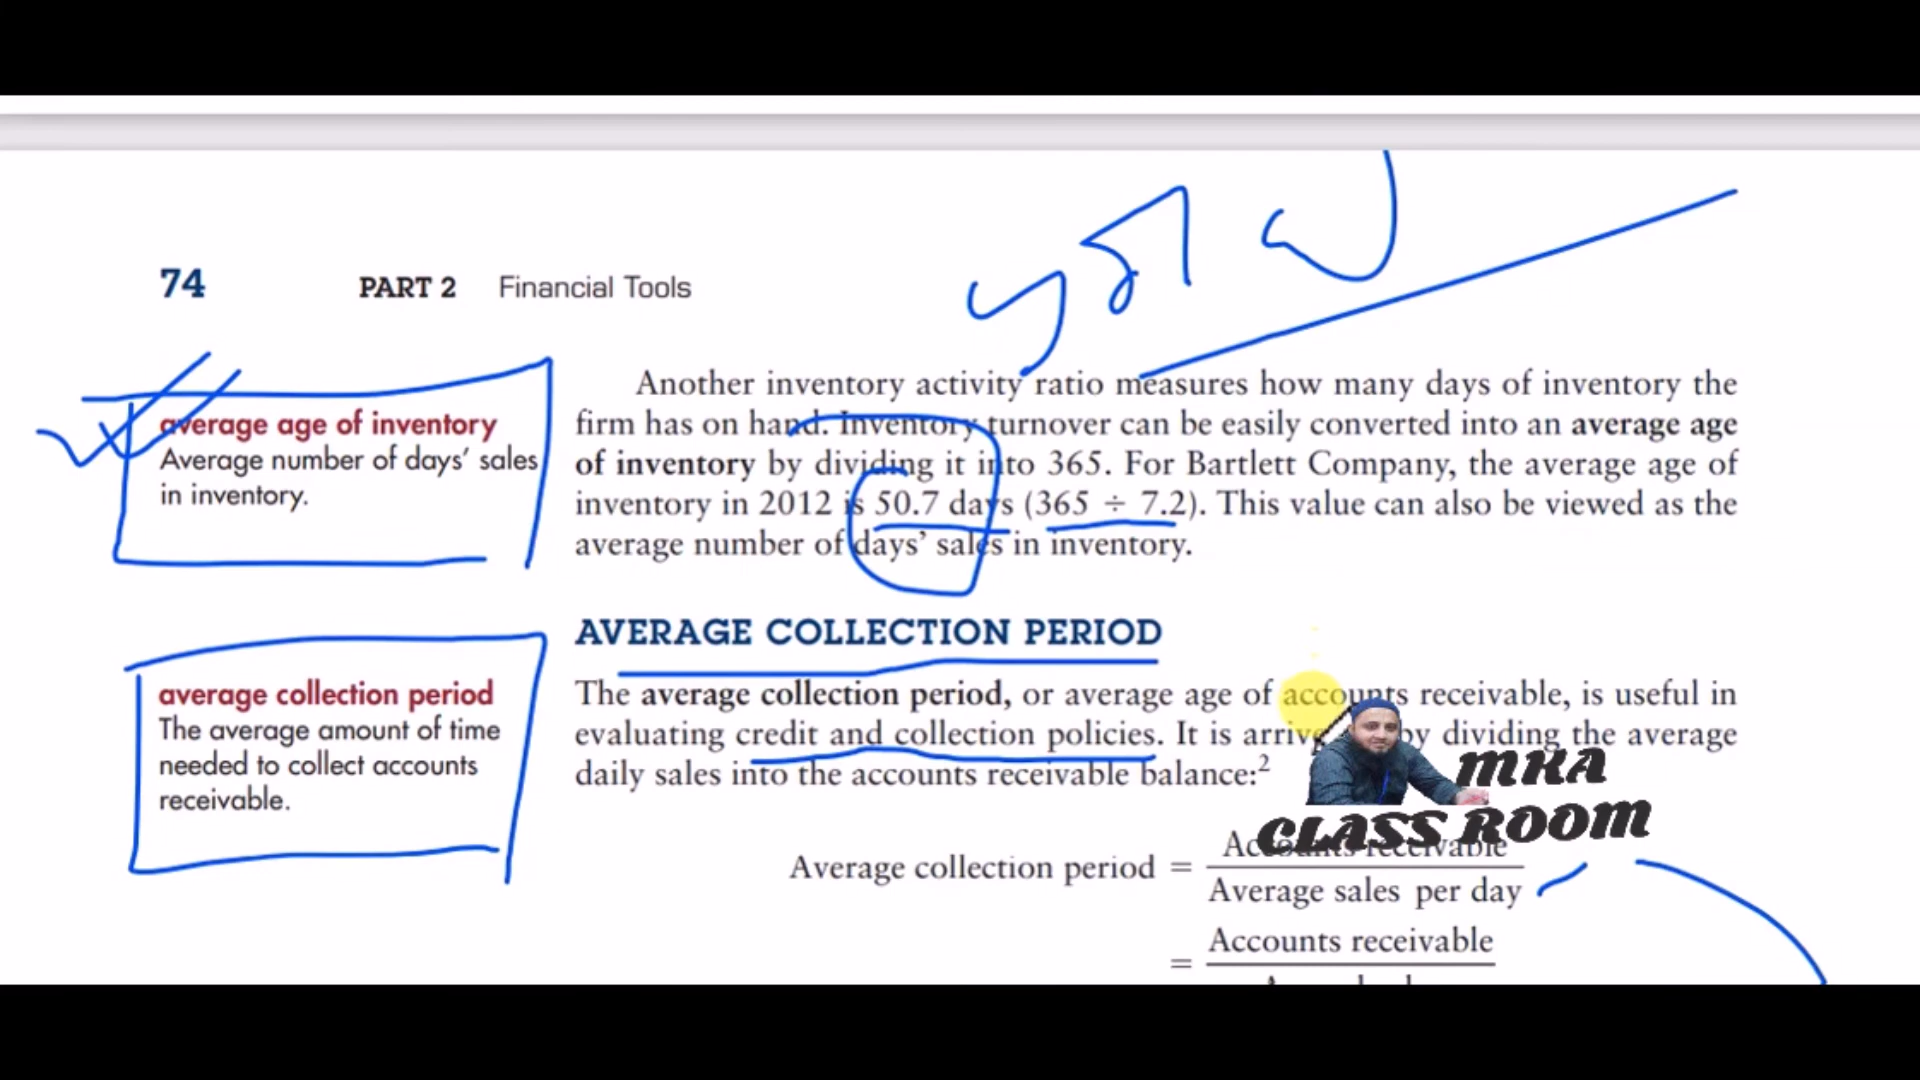 74 PART 2 Financial Tools
average age of inventory
Average number of days’ sales
in inventory.
Another inventory activity ratio measures how many days of inventory the
firm has on hand. Inventory turnover can be easily converted into an average age
of inventory by dividing it into 365. For Bartlett Company, the average age of
inventory in 2012 is 50.7 days (365 ÷ 7.2). This value can also be viewed as the
average number of days’ sales in inventory.
AVERAGE COLLECTION PERIOD
average collection period
The average amount of time
needed to collect accounts
receivable.
The average collection period, or average age of accounts receivable, is useful in
evaluating credit and collection policies. It is by dividing the average
daily sales into the accounts receivable balance:²
MKA
CLASS ROOM
Average collection period = Accounts receivable
Average sales per day
= Accounts receivable